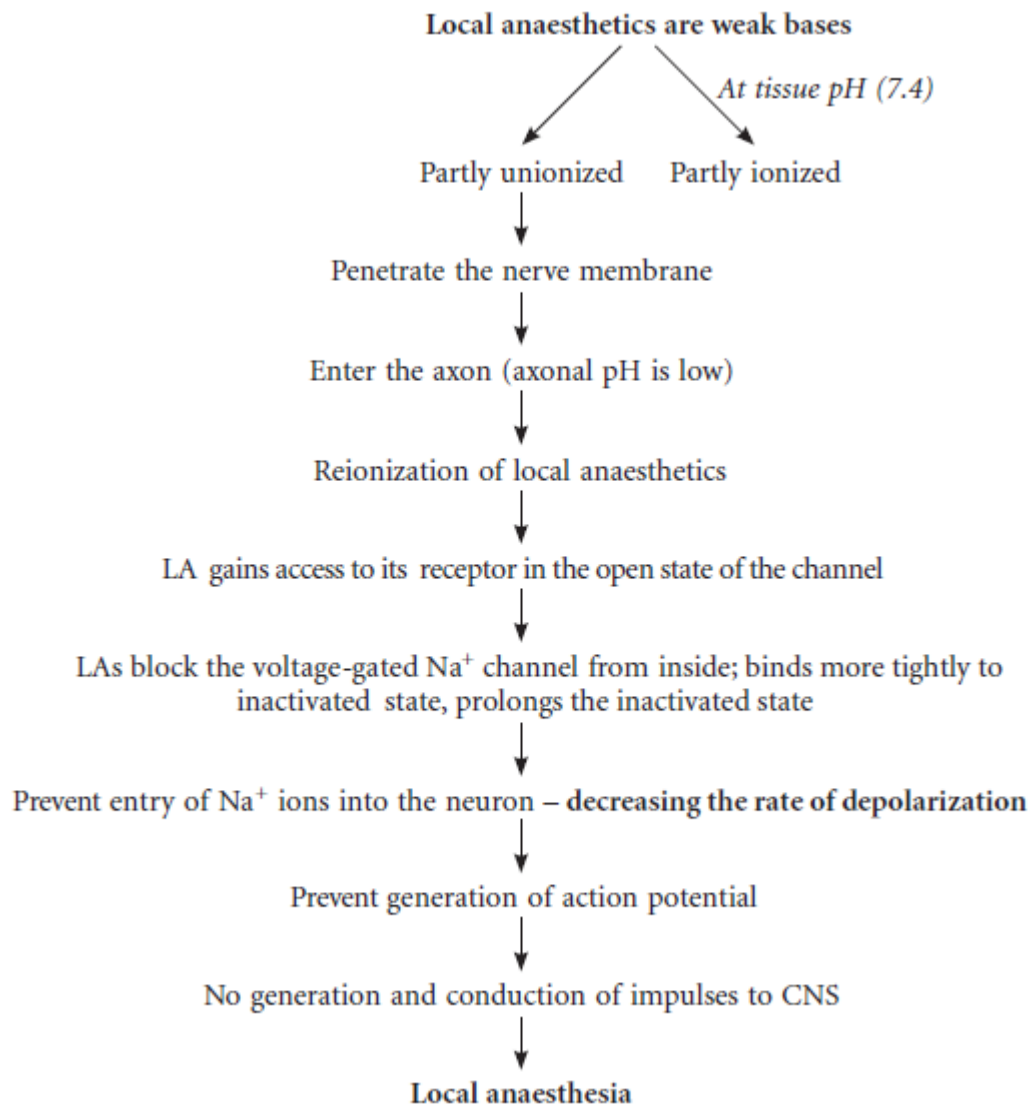 Local anaesthetics are weak bases
At tissue pH (7.4)
Partly unionized Partly ionized
Penetrate the nerve membrane
Enter the axon (axonal pH is low)
Reionization of local anaesthetics
LA gains access to its receptor in the open state of the channel
LAs block the voltage-gated Na⁺ channel from inside; binds more tightly to
inactivated state, prolongs the inactivated state
Prevent entry of Na⁺ ions into the neuron – decreasing the rate of depolarization
Prevent generation of action potential
No generation and conduction of impulses to CNS
Local anaesthesia